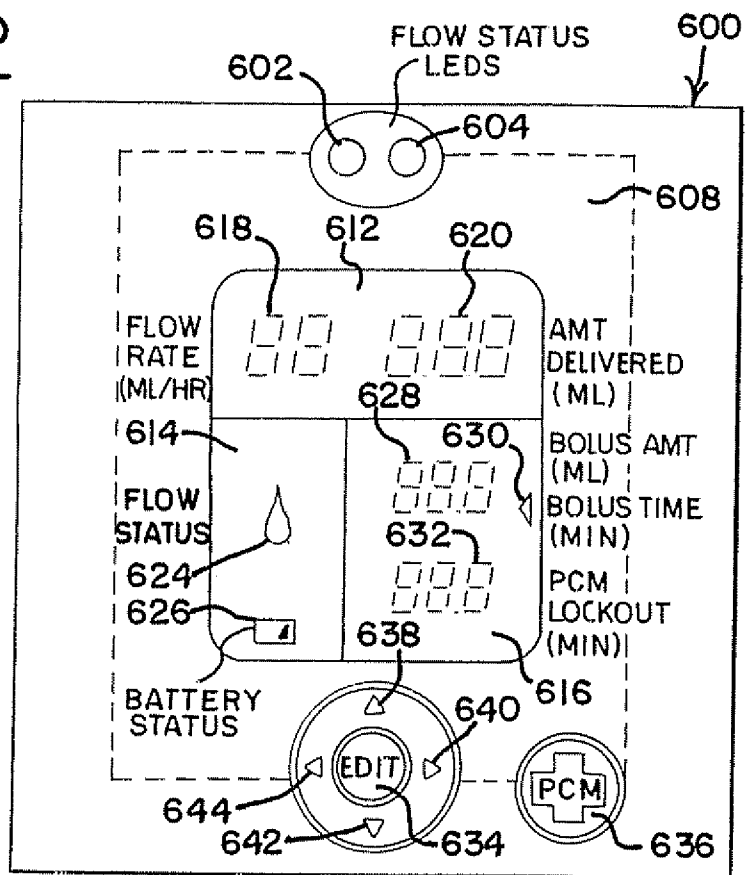 FLOW STATUS
LEDS
600
602
604
608
618
612
620
FLOW
RATE
(ML/HR)
AMT
DELIVERED
(ML)
628
614
630
BOLUS AMT
(ML)
BOLUS TIME
(MIN)
FLOW
STATUS
632
624
PCM
LOCKOUT
(MIN)
626
638
616
BATTERY
STATUS
640
EDIT
PCM
644
642
634
636